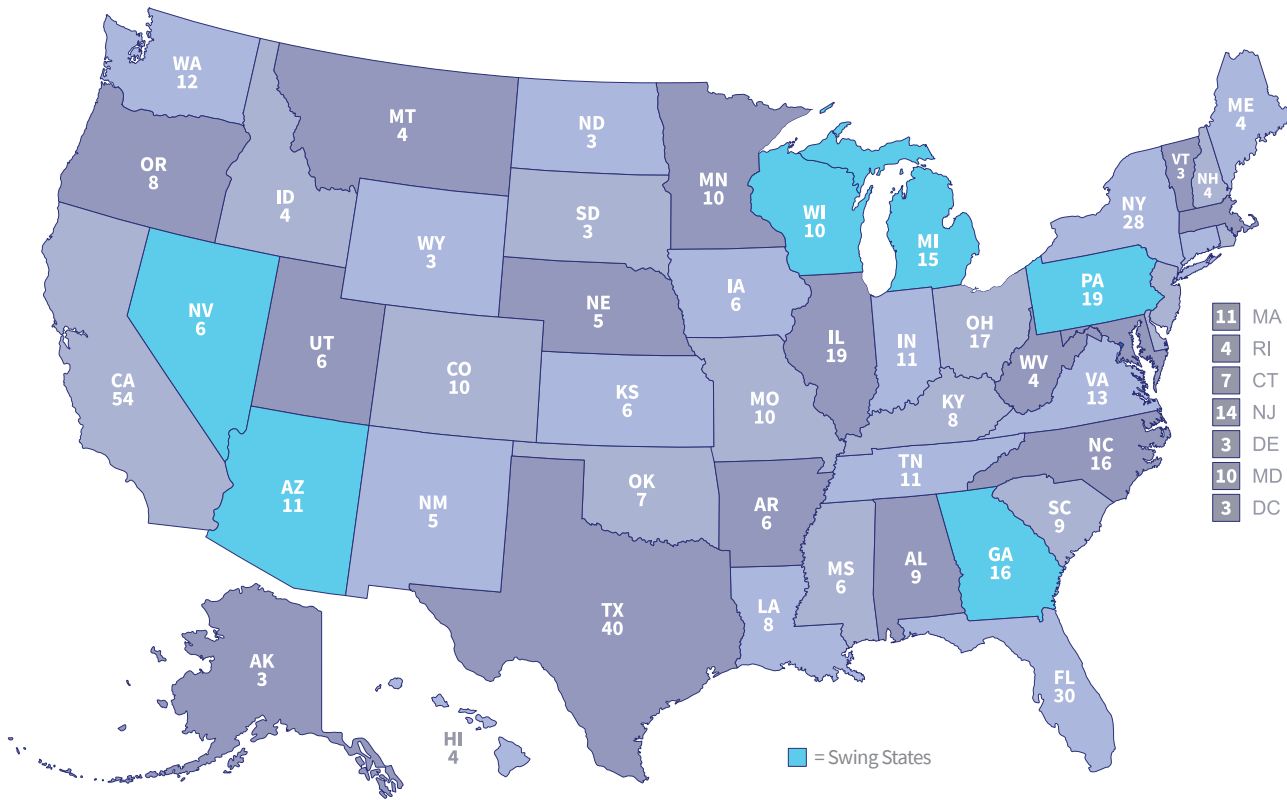 WA
12
OR
8
CA
54
NV
6
ID
4
MT
4
WY
3
UT
6
AZ
11
CO
10
NM
5
ND
3
SD
3
NE
5
KS
6
OK
7
TX
40
MN
10
IA
6
MO
10
AR
6
LA
8
WI
10
IL
19
MI
15
IN
11
OH
17
KY
8
TN
11
MS
6
AL
9
GA
16
FL
30
SC
9
NC
16
VA
13
WV
4
PA
19
NY
28
VT
3
NH
4
ME
4
AK
3
HI
4
11 MA
4 RI
7 CT
14 NJ
3 DE
10 MD
3 DC
= Swing States